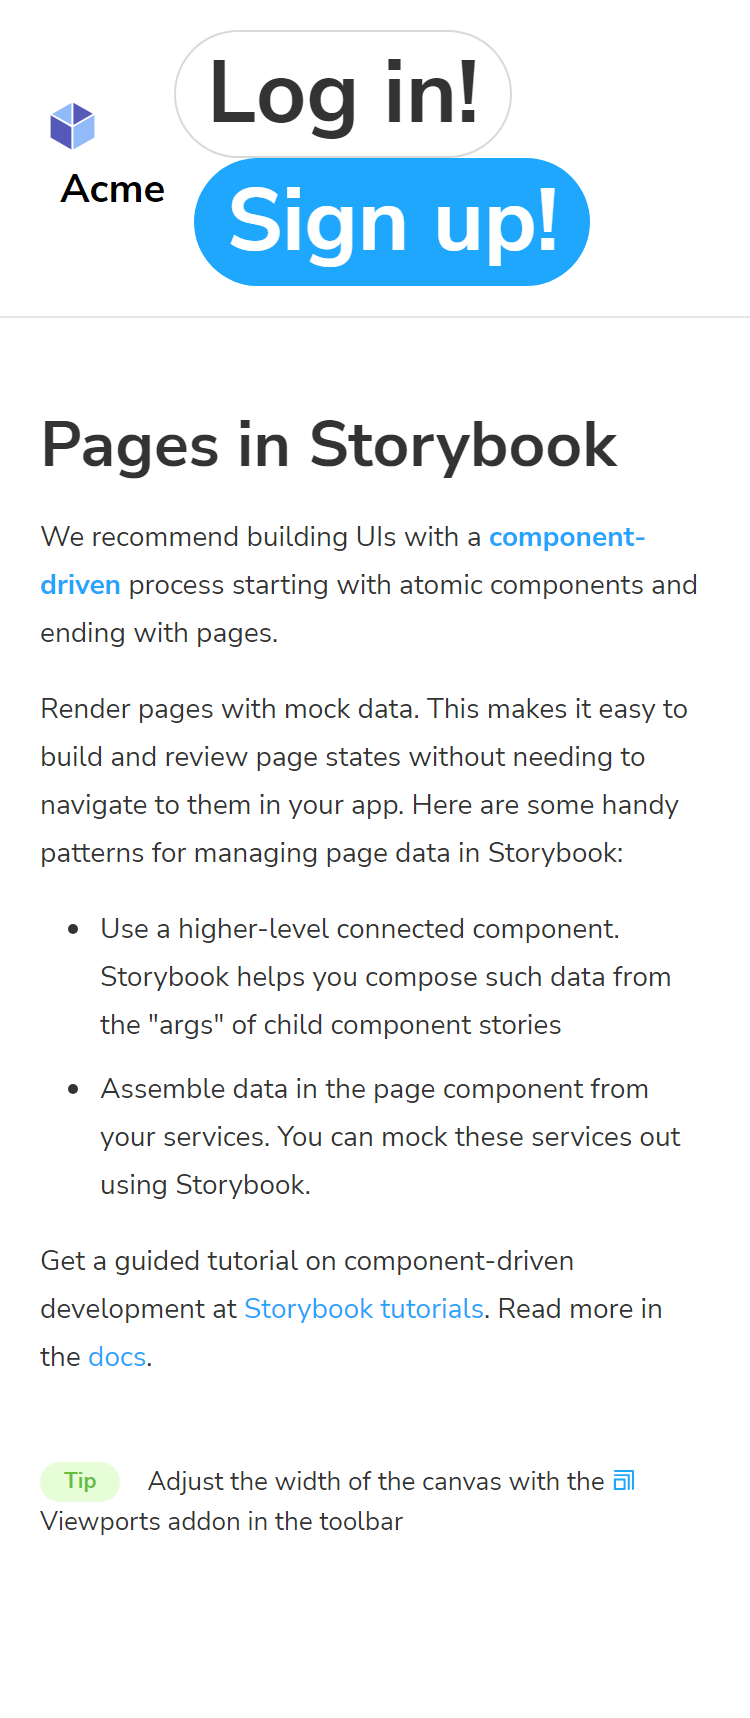 Log in!
Acme
Sign up!
Pages in Storybook
We recommend building UIs with a component-
driven process starting with atomic components and
ending with pages.
Render pages with mock data. This makes it easy to
build and review page states without needing to
navigate to them in your app. Here are some handy
patterns for managing page data in Storybook:
Use a higher-level connected component.
Storybook helps you compose such data from
the "args" of child component stories
Assemble data in the page component from
your services. You can mock these services out
using Storybook.
Get a guided tutorial on component-driven
development at Storybook tutorials. Read more in
the docs.
Tip Adjust the width of the canvas with the
Viewports addon in the toolbar